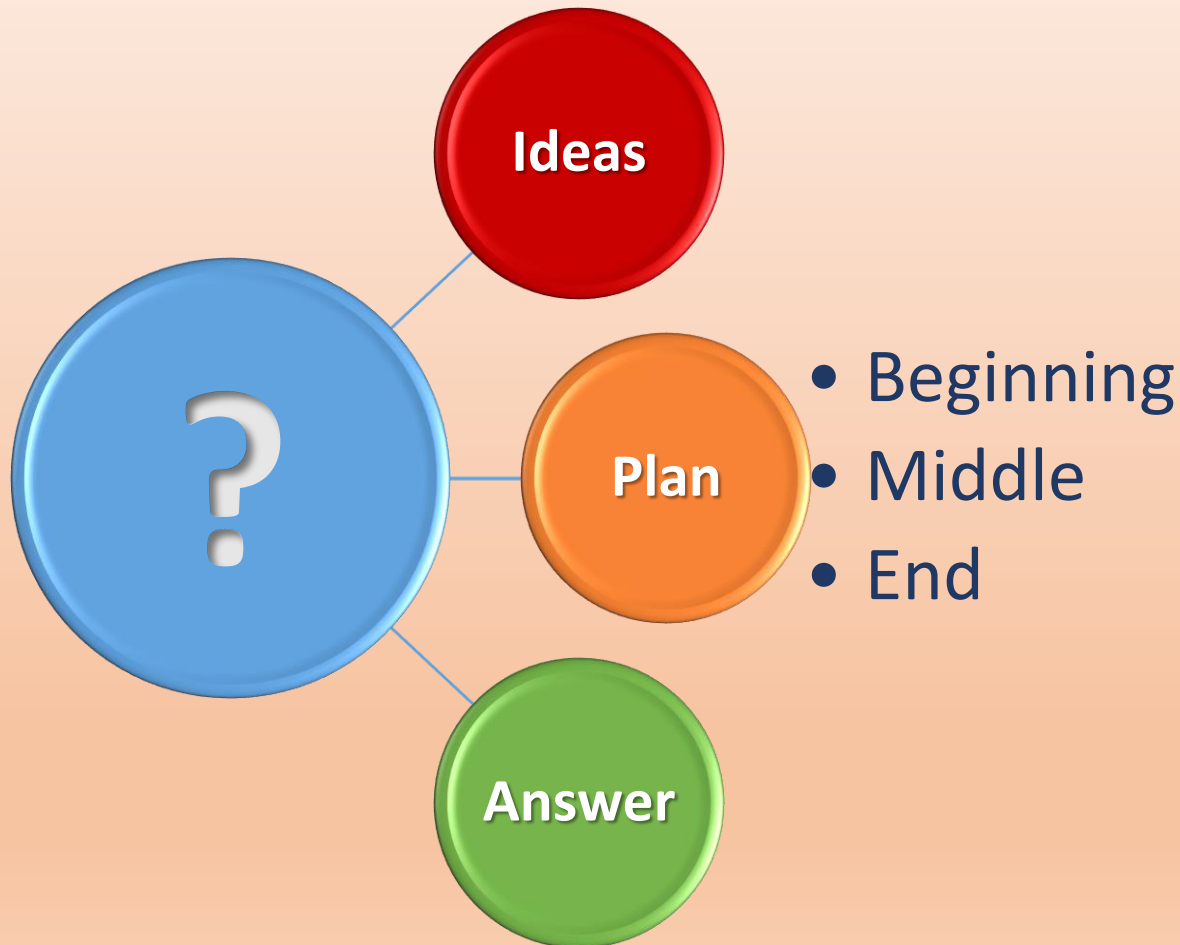 Ideas
?
Plan
• Beginning
• Middle
• End
Answer